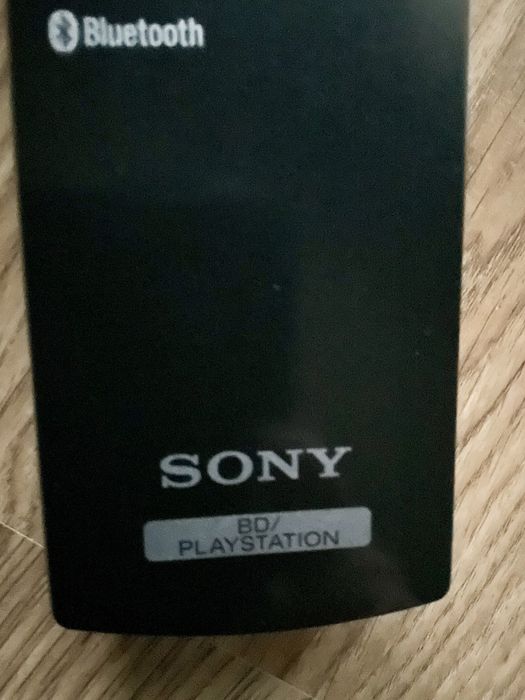 Bluetooth
SONY
BD/
PLAYSTATION